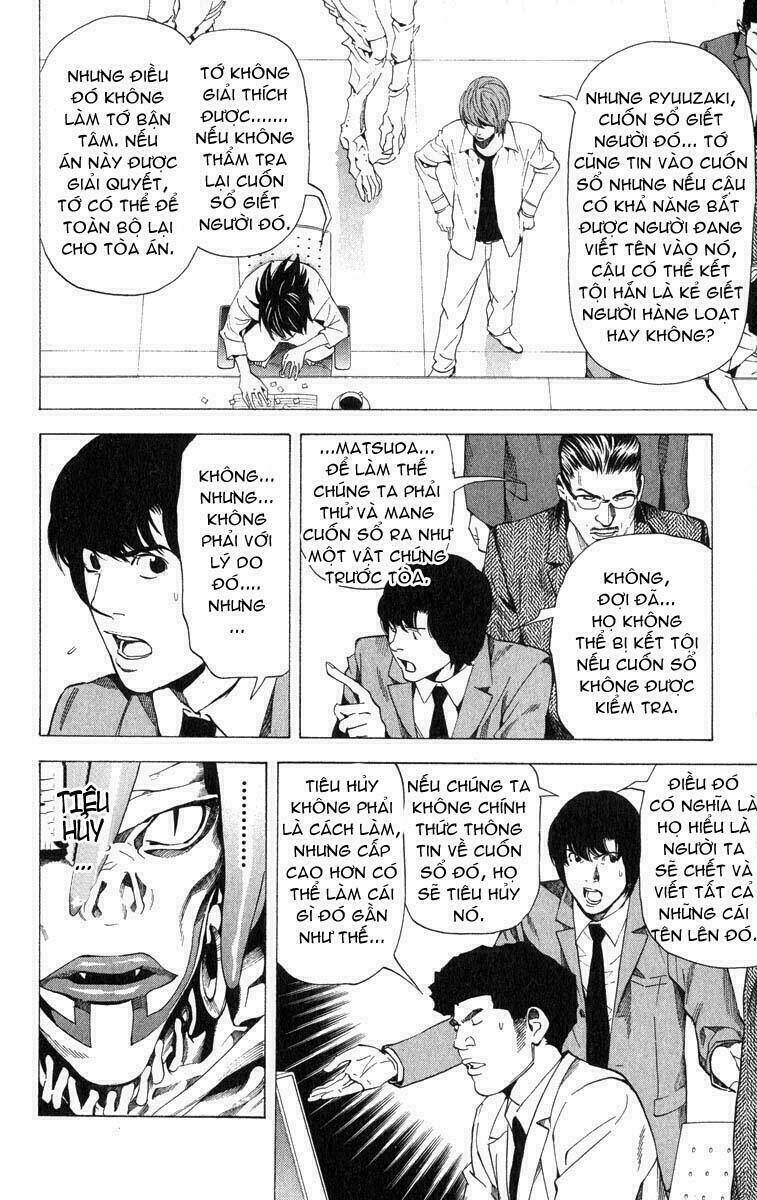 NHƯNG RYUUZAKI,
CUỐN SỔ GIẾT
NGƯỜI ĐÓ... TỚ
CŨNG TIN VÀO CUỐN
SỔ NHƯNG NẾU CẬU
CÓ KHẢ NĂNG BẮT
ĐƯỢC NGƯỜI ĐANG
VIẾT TÊN VÀO NÓ,
CẬU CÓ THỂ KẾT
TỘI HẮN LÀ KẺ GIẾT
NGƯỜI HÀNG LOẠT
HAY KHÔNG?
TỚ KHÔNG
GIẢI THÍCH
ĐƯỢC.......
NẾU KHÔNG
THẨM TRA
LẠI CUỐN
SỔ GIẾT
NGƯỜI ĐÓ.
NHƯNG ĐIỀU
ĐÓ KHÔNG
LÀM TỚ BẬN
TÂM. NẾU
ÁN NÀY ĐƯỢC
GIẢI QUYẾT,
TỚ CÓ THỂ ĐỂ
TOÀN BỘ LẠI
CHO TÒA ÁN.
KHÔNG,
ĐỢI ĐÃ...
HỌ KHÔNG
THỂ BỊ KẾT TỘI
NẾU CUỐN SỔ
KHÔNG ĐƯỢC
KIỂM TRA.
...MATSUDA...
ĐỂ LÀM THẾ
CHÚNG TA PHẢI
THỬ VÀ MANG
CUỐN SỔ RA NHƯ
MỘT VẬT CHỨNG
TRƯỚC TÒA.
KHÔNG...
NHƯNG...
KHÔNG
PHẢI VỚI
LÝ DO
ĐÓ....
NHƯNG
...
ĐIỀU ĐÓ
CÓ NGHĨA LÀ
HỌ HIỂU LÀ
NGƯỜI TA
SẼ CHẾT VÀ
VIẾT TẤT CẢ
NHỮNG CÁI
TÊN LÊN ĐÓ.
NẾU CHÚNG TA
KHÔNG CHÍNH
THỨC THÔNG
TIN VỀ CUỐN
SỔ ĐÓ, HỌ
SẼ TIÊU HỦY
NÓ.
TIÊU HỦY
KHÔNG PHẢI
LÀ CÁCH LÀM,
NHƯNG CẤP
CAO HƠN CÓ
THỂ LÀM CÁI
GÌ ĐÓ GẦN
NHƯ THẾ...
TIÊU
HỦY
...